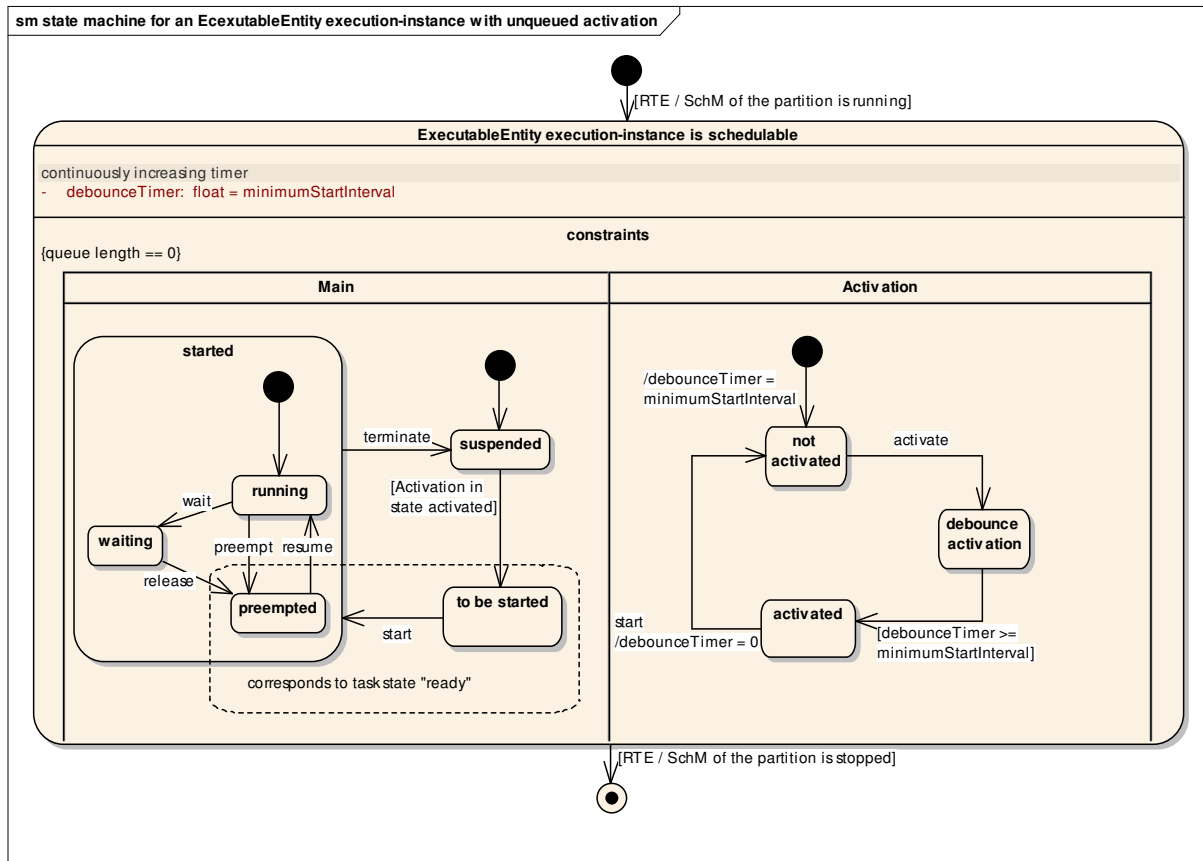 sm state machine for an EcexutableEntity execution-instance with unqueued activation
[RTE / SchM of the partition is running]
ExecutableEntity execution-instance is schedulable
continuously increasing timer
- debounceTimer: float = minimumStartInterval
constraints
{queue length == 0}
Main
started
running
wait
waiting
preempt
resume
release
preempted
terminate
suspended
[Activation in
state activated]
to be started
start
corresponds to task state "ready"
Activation
/debounceTimer =
minimumStartInterval
not
activated
activate
debounce
activation
activated
[debounceTimer >=
minimumStartInterval]
start
/debounceTimer = 0
[RTE / SchM of the partition is stopped]